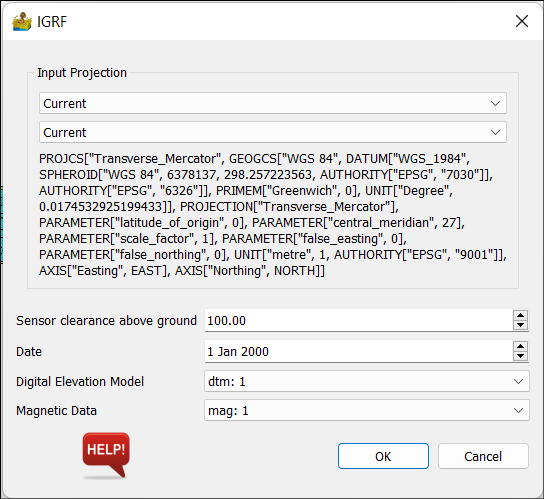 IGRF
Input Projection
Current
Current
PROJCS["Transverse_Mercator", GEOGCS["WGS 84", DATUM["WGS_1984",
SPHEROID["WGS 84", 6378137, 298.257223563, AUTHORITY["EPSG", "7030"]],
AUTHORITY["EPSG", "6326"]], PRIMEM["Greenwich", 0], UNIT["Degree",
0.0174532925199433]], PROJECTION["Transverse_Mercator"],
PARAMETER["latitude_of_origin", 0], PARAMETER["central_meridian", 27],
PARAMETER["scale_factor", 1], PARAMETER["false_easting", 0],
PARAMETER["false_northing", 0], UNIT["metre", 1, AUTHORITY["EPSG", "9001"]],
AXIS["Easting", EAST], AXIS["Northing", NORTH]]
Sensor clearance above ground 100.00
Date 1 Jan 2000
Digital Elevation Model dtm: 1
Magnetic Data mag: 1
HELP! OK Cancel